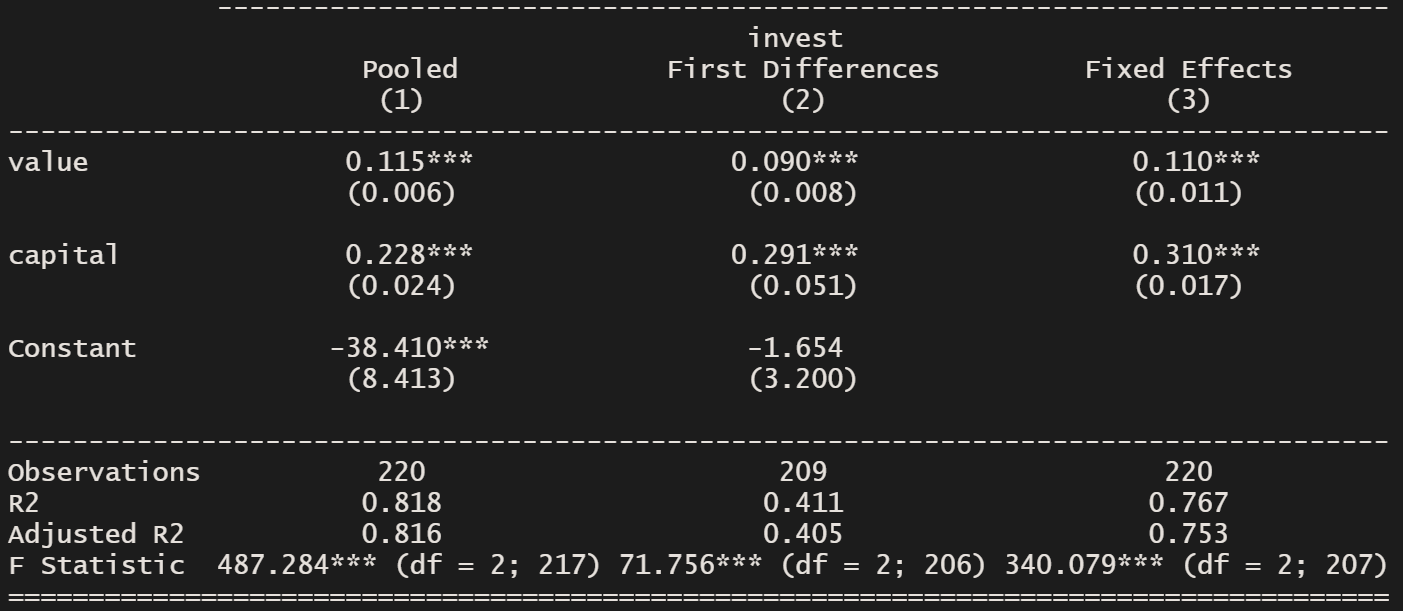 invest
Pooled First Differences Fixed Effects
(1) (2) (3)
value 0.115*** 0.090*** 0.110***
(0.006) (0.008) (0.011)
capital 0.228*** 0.291*** 0.310***
(0.024) (0.051) (0.017)
Constant -38.410*** -1.654
(8.413) (3.200)
Observations 220 209 220
R2 0.818 0.411 0.767
Adjusted R2 0.816 0.405 0.753
F Statistic 487.284*** (df = 2; 217) 71.756*** (df = 2; 206) 340.079*** (df = 2; 207)